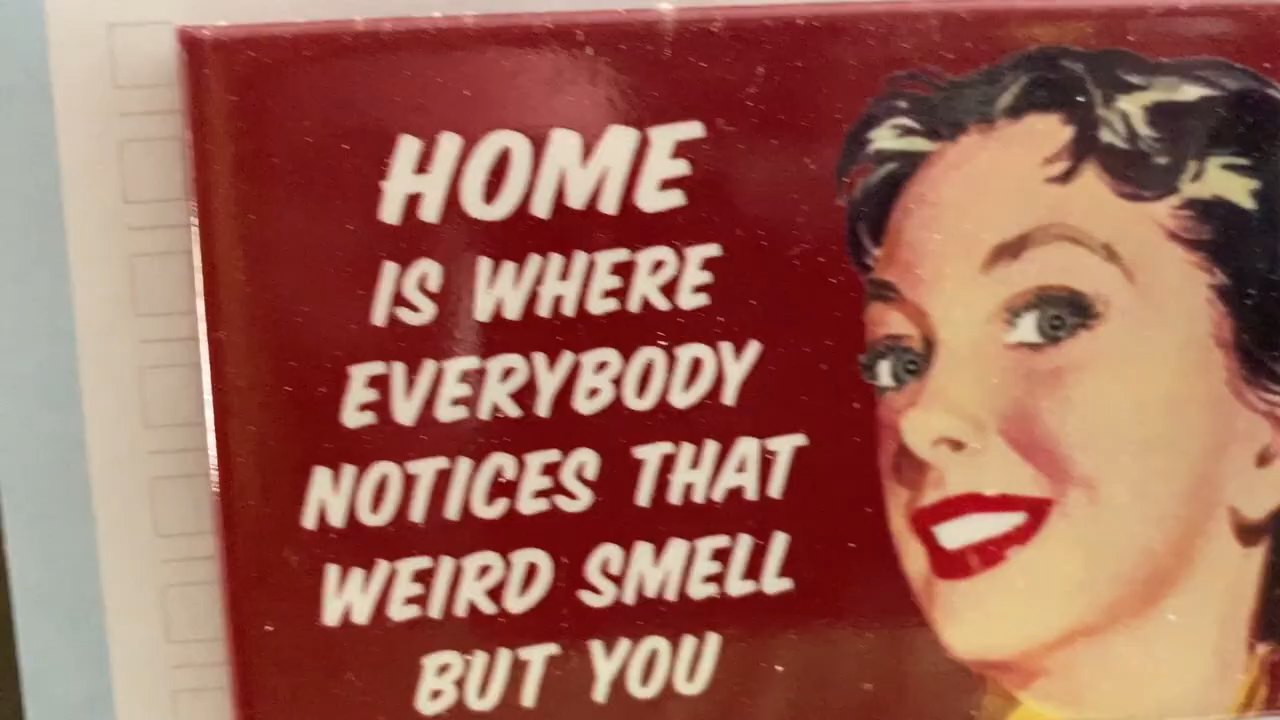 HOME
IS WHERE
EVERYBODY
NOTICES THAT
WEIRD SMELL
BUT YOU